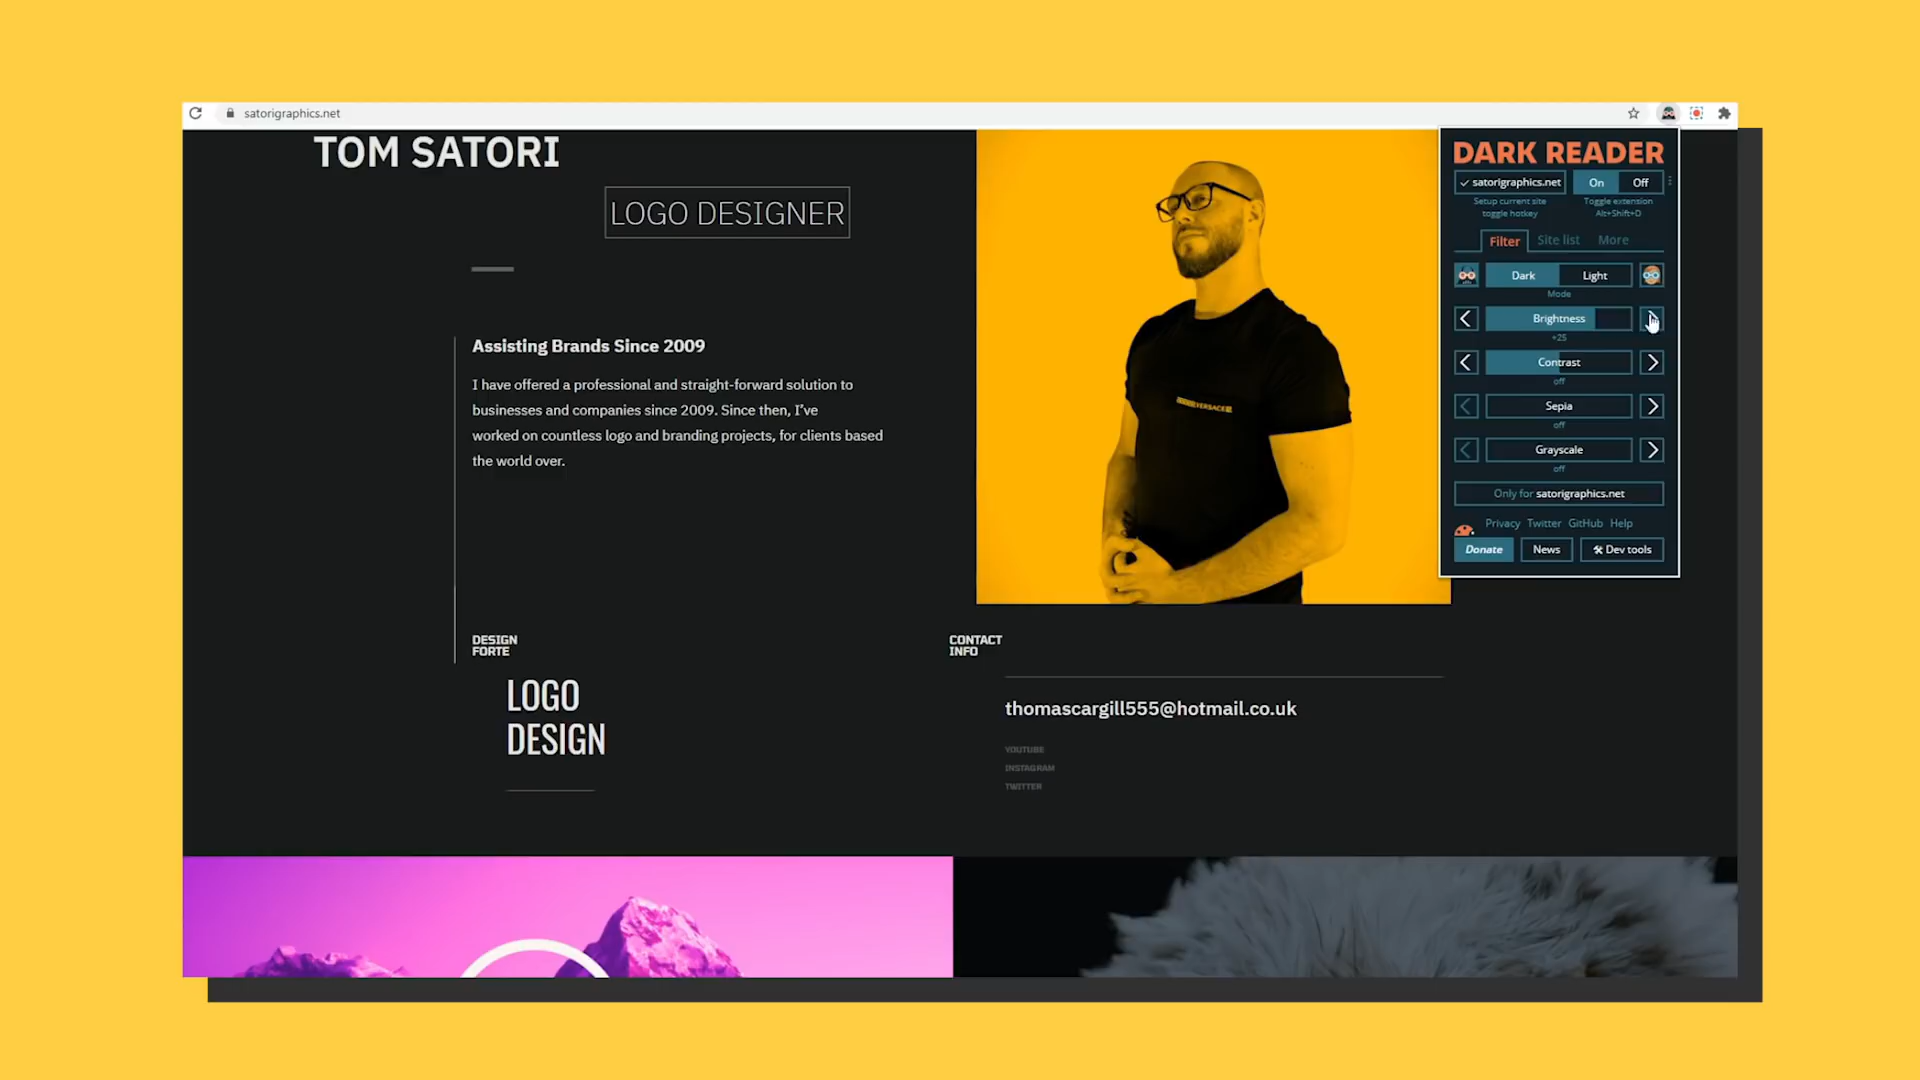 satorigraphics.net
TOM SATORI
LOGO DESIGNER
Assisting Brands Since 2009
I have offered a professional and straight-forward solution to
businesses and companies since 2009. Since then, I've
worked on countless logo and branding projects, for clients based
the world over.
VERSACE
DESIGN
FORTE
LOGO
DESIGN
CONTACT
INFO
thomascargill555@hotmail.co.uk
YOUTUBE
INSTAGRAM
TWITTER
DARK READER
✓ satorigraphics.net
On Off
Setup current site
toggle hotkey
Toggle extension
Alt+Shift+D
Filter Site list More
Dark Light
Mode
Brightness
+25
Contrast
off
Sepia
off
Grayscale
off
Only for satorigraphics.net
Privacy Twitter GitHub Help
Donate News 🛠 Dev tools